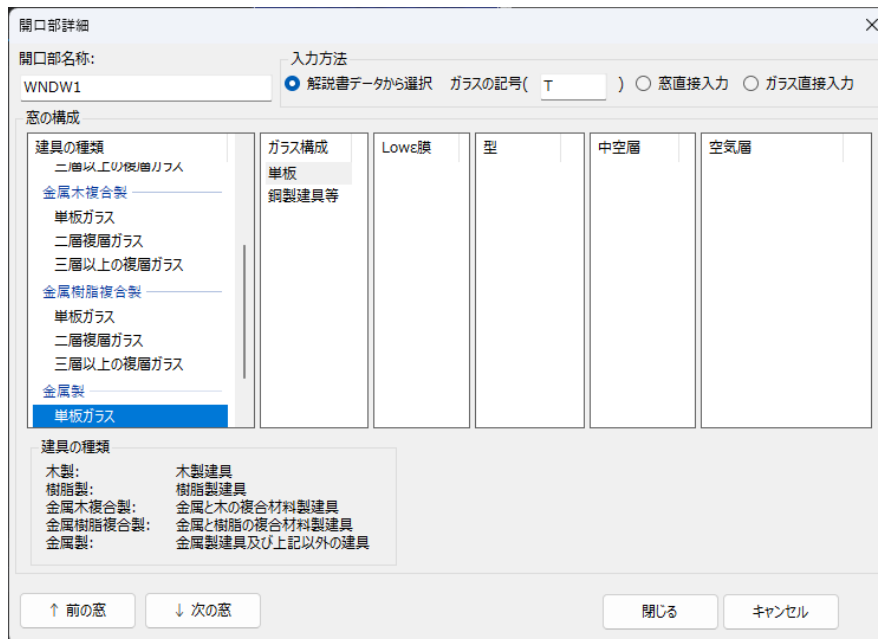 開口部詳細
開口部名称:
WNDW1
入力方法
解説書データから選択 ガラスの記号( T ) 窓直接入力 ガラス直接入力
窓の構成
建具の種類
三層以上の複層ガラス
金属木複合製
単板ガラス
二層複層ガラス
三層以上の複層ガラス
金属樹脂複合製
単板ガラス
二層複層ガラス
三層以上の複層ガラス
金属製
単板ガラス
ガラス構成
単板
鋼製建具等
Lowε膜
型
中空層
空気層
建具の種類
木製: 木製建具
樹脂製: 樹脂製建具
金属木複合製: 金属と木の複合材料製建具
金属樹脂複合製: 金属と樹脂の複合材料製建具
金属製: 金属製建具及び上記以外の建具
↑ 前の窓
↓ 次の窓
閉じる
キャンセル